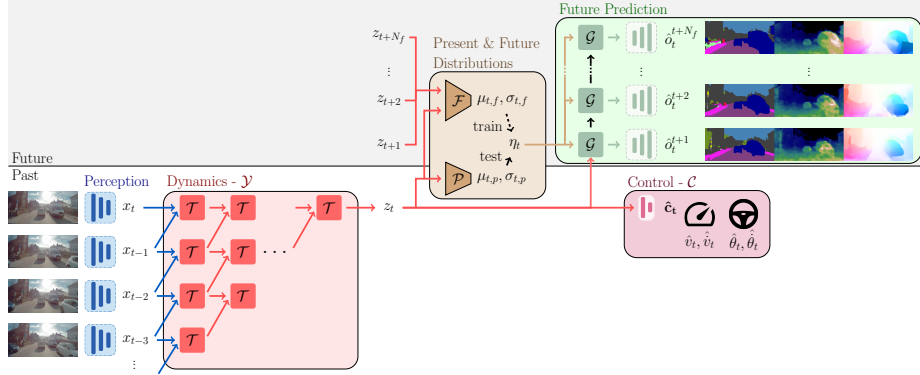 Future Prediction
Present & Future
Distributions
z_{t+N_f}
⋮
z_{t+2}
z_{t+1}
F
μ_{t,f}, σ_{t,f}
train
η_t
test
P
μ_{t,p}, σ_{t,p}
G
ô_t^{t+N_f}
⋮
⋮
⋮
G
ô_t^{t+2}
G
ô_t^{t+1}
Future
Past
Perception
Dynamics - Y
Control - C
x_t
T
T
· · ·
T
z_t
ĉ_t
v̂_t, v̂̇_t
θ̂_t, θ̂̇_t
x_{t−1}
T
T
· · ·
x_{t−2}
T
T
x_{t−3}
T
⋮